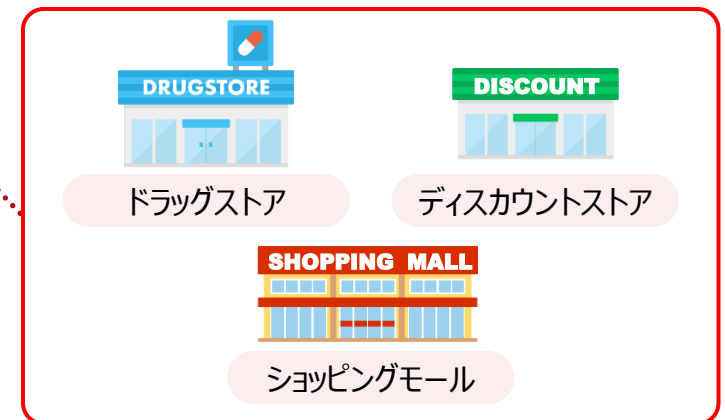 DRUGSTORE
DISCOUNT
ドラッグストア
ディスカウントストア
SHOPPING MALL
ショッピングモール